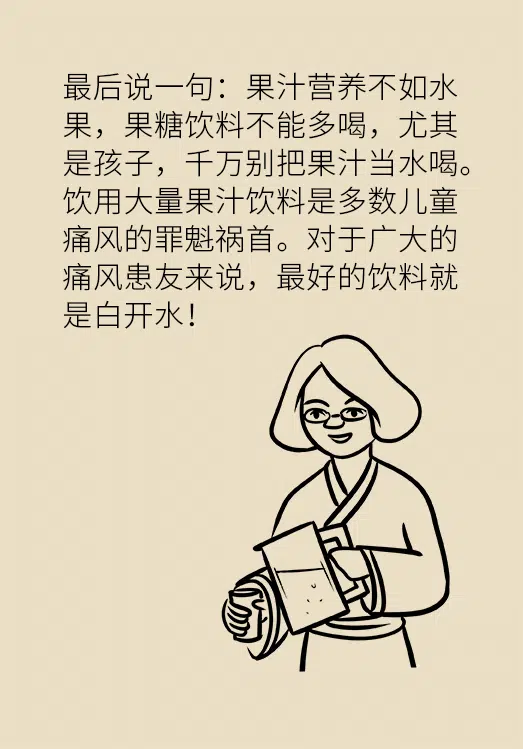 最后说一句：果汁营养不如水
果，果糖饮料不能多喝，尤其
是孩子，千万别把果汁当水喝。
饮用大量果汁饮料是多数儿童
痛风的罪魁祸首。对于广大的
痛风患友来说，最好的饮料就
是白开水！